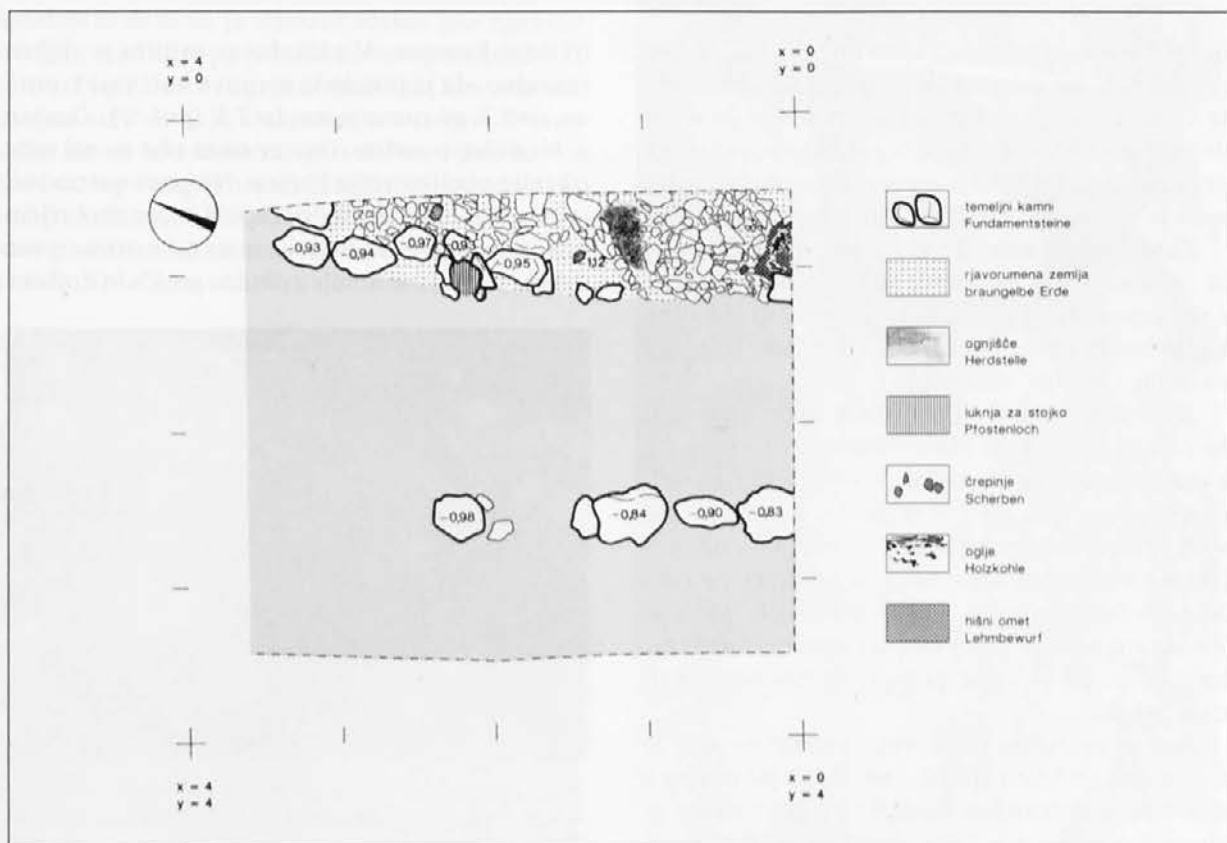 x = 4
y = 0
x = 0
y = 0
-0,93
-0,94
-0,97
-0,93
-0,95
-0,98
-0,84
-0,90
-0,83
x = 4
y = 4
x = 0
y = 4
temeljni kamni
Fundamentsteine
rjavorumena zemlja
braungelbe Erde
ognjišče
Herdstelle
luknja za stojko
Pfostenloch
črepinje
Scherben
oglje
Holzkohle
hišni omet
Lehmbewurf